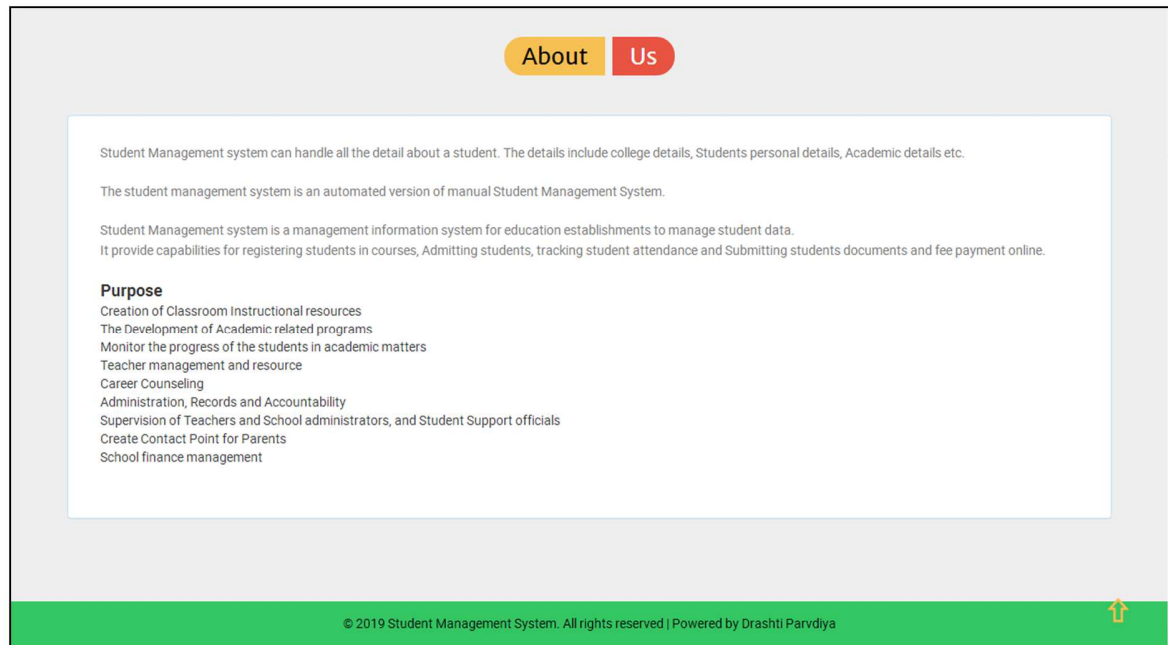 About Us
Student Management system can handle all the detail about a student. The details include college details, Students personal details, Academic details etc.
The student management system is an automated version of manual Student Management System.
Student Management system is a management information system for education establishments to manage student data.
It provide capabilities for registering students in courses, Admitting students, tracking student attendance and Submitting students documents and fee payment online.
Purpose
Creation of Classroom Instructional resources
The Development of Academic related programs
Monitor the progress of the students in academic matters
Teacher management and resource
Career Counseling
Administration, Records and Accountability
Supervision of Teachers and School administrators, and Student Support officials
Create Contact Point for Parents
School finance management
© 2019 Student Management System. All rights reserved | Powered by Drashti Parvdiya